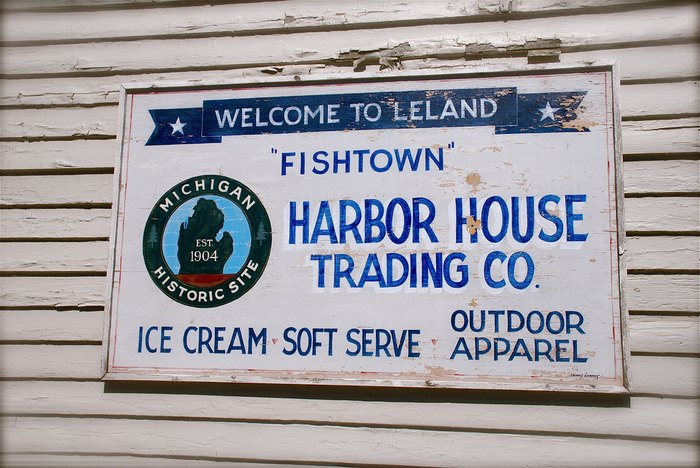 WELCOME TO LELAND
"FISHTOWN"
MICHIGAN
EST.
1904
HISTORIC SITE
HARBOR HOUSE
TRADING CO.
ICE CREAM · SOFT SERVE ·
OUTDOOR
APPAREL